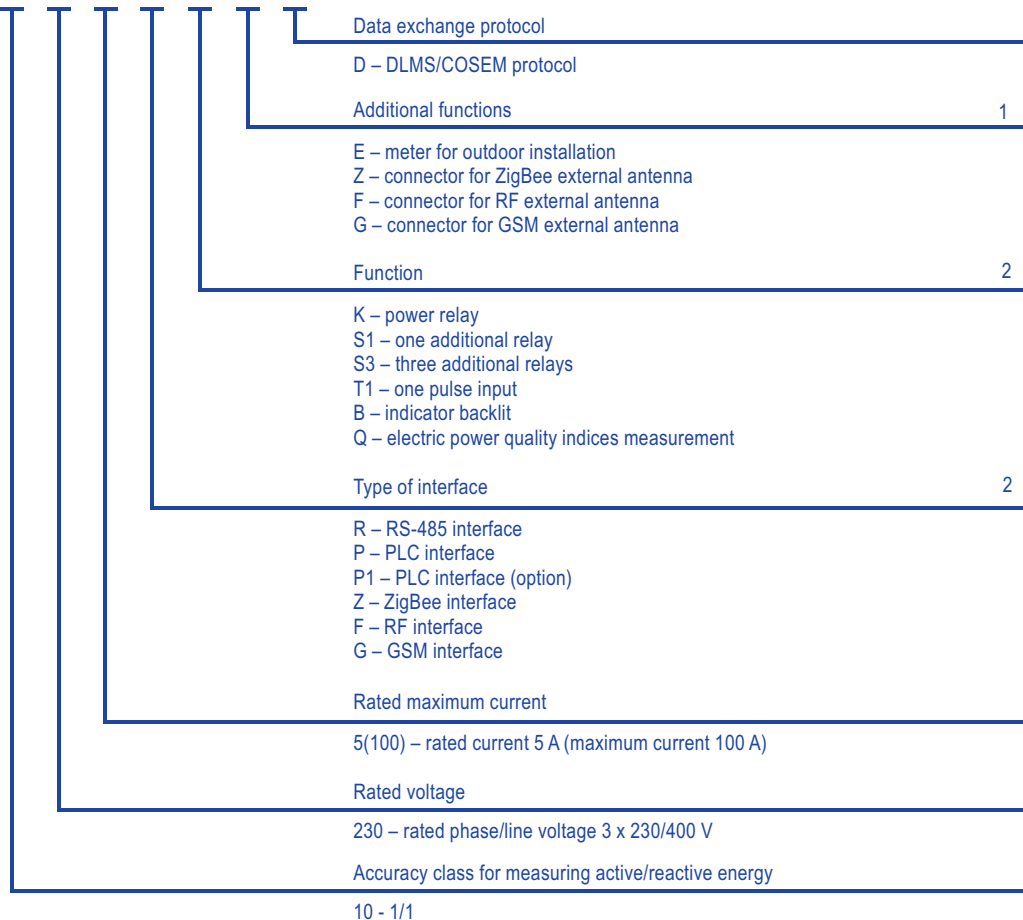 Data exchange protocol
D – DLMS/COSEM protocol
Additional functions 1
E – meter for outdoor installation
Z – connector for ZigBee external antenna
F – connector for RF external antenna
G – connector for GSM external antenna
Function 2
K – power relay
S1 – one additional relay
S3 – three additional relays
T1 – one pulse input
B – indicator backlit
Q – electric power quality indices measurement
Type of interface 2
R – RS-485 interface
P – PLC interface
P1 – PLC interface (option)
Z – ZigBee interface
F – RF interface
G – GSM interface
Rated maximum current
5(100) – rated current 5 A (maximum current 100 A)
Rated voltage
230 – rated phase/line voltage 3 x 230/400 V
Accuracy class for measuring active/reactive energy
10 - 1/1